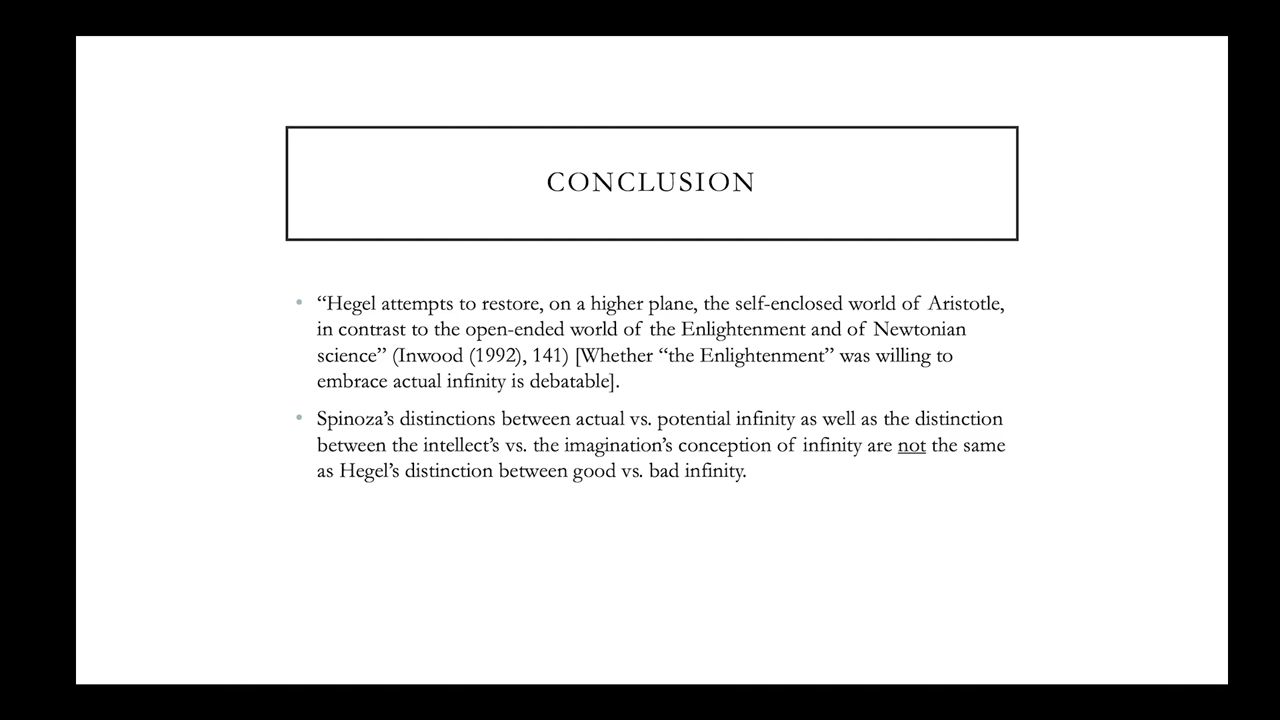 CONCLUSION
• “Hegel attempts to restore, on a higher plane, the self-enclosed world of Aristotle,
in contrast to the open-ended world of the Enlightenment and of Newtonian
science” (Inwood (1992), 141) [Whether “the Enlightenment” was willing to
embrace actual infinity is debatable].
• Spinoza’s distinctions between actual vs. potential infinity as well as the distinction
between the intellect’s vs. the imagination’s conception of infinity are not the same
as Hegel’s distinction between good vs. bad infinity.